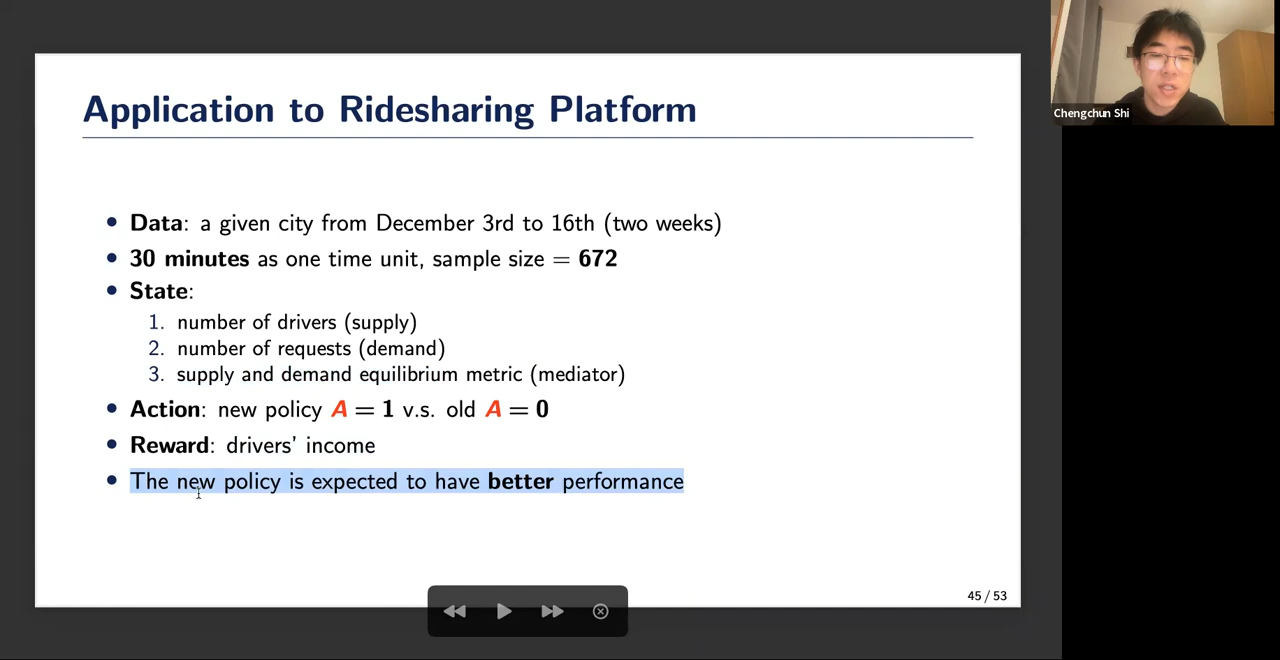 Application to Ridesharing Platform
Data: a given city from December 3rd to 16th (two weeks)
30 minutes as one time unit, sample size = 672
State:
1. number of drivers (supply)
2. number of requests (demand)
3. supply and demand equilibrium metric (mediator)
Action: new policy A = 1 v.s. old A = 0
Reward: drivers' income
The new policy is expected to have better performance
45 / 53
Chengchun Shi